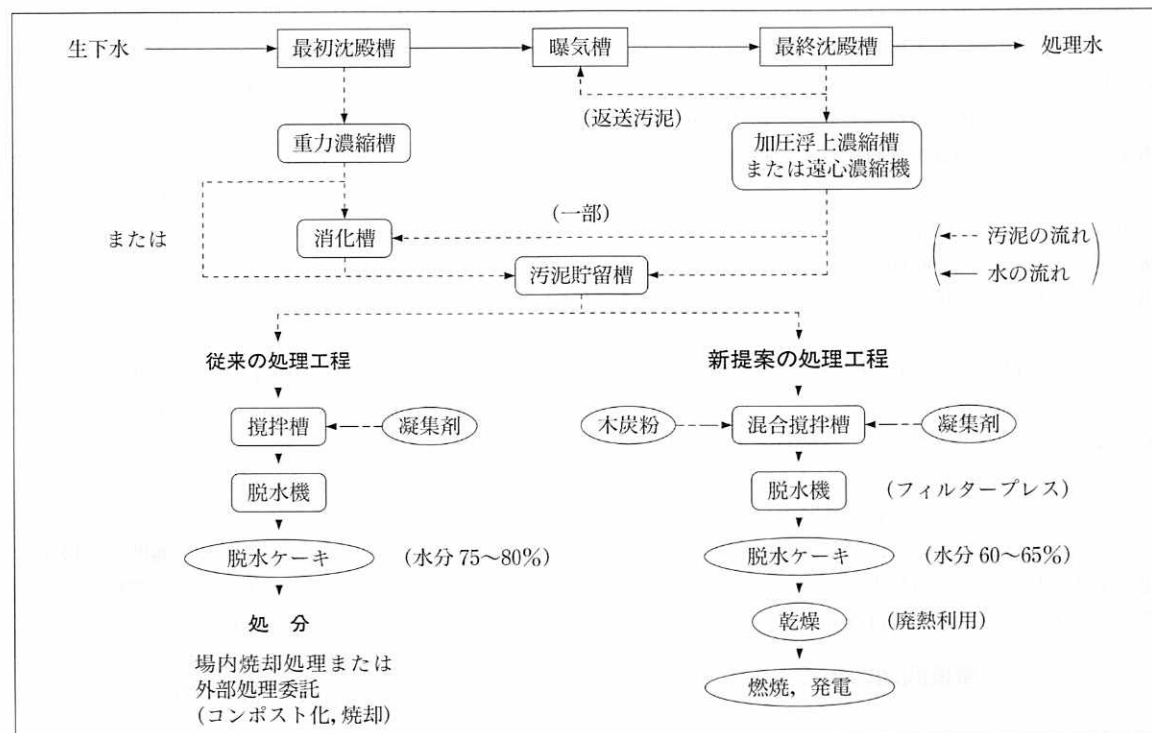 生下水
最初沈殿槽
曝気槽
最終沈殿槽
処理水
(返送汚泥)
重力濃縮槽
加圧浮上濃縮槽
または遠心濃縮機
(一部)
または
消化槽
汚泥の流れ
水の流れ
汚泥貯留槽
従来の処理工程
新提案の処理工程
撹拌槽
凝集剤
木炭粉
混合撹拌槽
凝集剤
脱水機
脱水機
(フィルタープレス)
脱水ケーキ
(水分 75〜80%)
脱水ケーキ
(水分 60〜65%)
処 分
乾燥
(廃熱利用)
場内焼却処理または
外部処理委託
(コンポスト化, 焼却)
燃焼, 発電